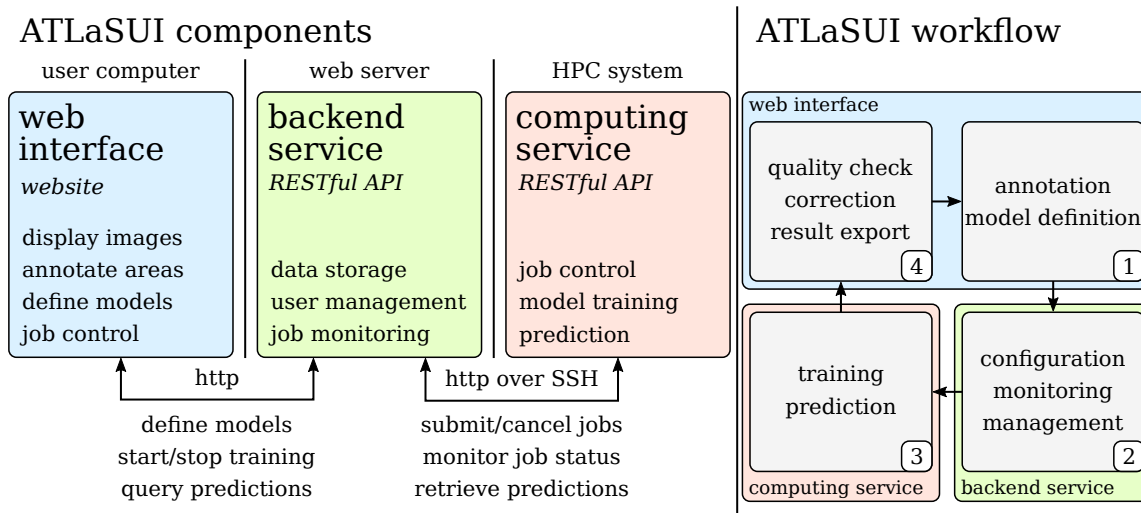 ATLaSUI components
user computer
web
interface
website
display images
annotate areas
define models
job control
web server
backend
service
RESTful API
data storage
user management
job monitoring
HPC system
computing
service
RESTful API
job control
model training
prediction
http
define models
start/stop training
query predictions
http over SSH
submit/cancel jobs
monitor job status
retrieve predictions
ATLaSUI workflow
web interface
quality check
correction
result export
4
annotation
model definition
1
training
prediction
3
computing service
configuration
monitoring
management
2
backend service